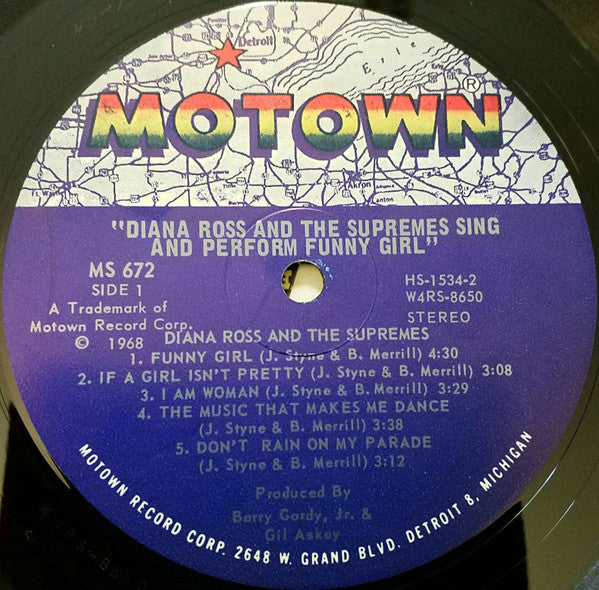 Detroit
Erie
MOTOWN®
Akron
Canton
"DIANA ROSS AND THE SUPREMES SING
AND PERFORM FUNNY GIRL"
MS 672
SIDE 1
HS-1534-2
W4RS-8650
STEREO
A Trademark of
Motown Record Corp.
© 1968
DIANA ROSS AND THE SUPREMES
1. FUNNY GIRL (J. Styne & B. Merrill) 4:30
2. IF A GIRL ISN'T PRETTY (J. Styne & B. Merrill) 3:08
3. I AM WOMAN (J. Styne & B. Merrill) 3:29
4. THE MUSIC THAT MAKES ME DANCE
(J. Styne & B. Merrill) 3:38
5. DON'T RAIN ON MY PARADE
(J. Styne & B. Merrill) 3:12
Produced By
Berry Gordy, Jr. &
Gil Askey
MOTOWN RECORD CORP. 2648 W. GRAND BLVD. DETROIT 8, MICHIGAN